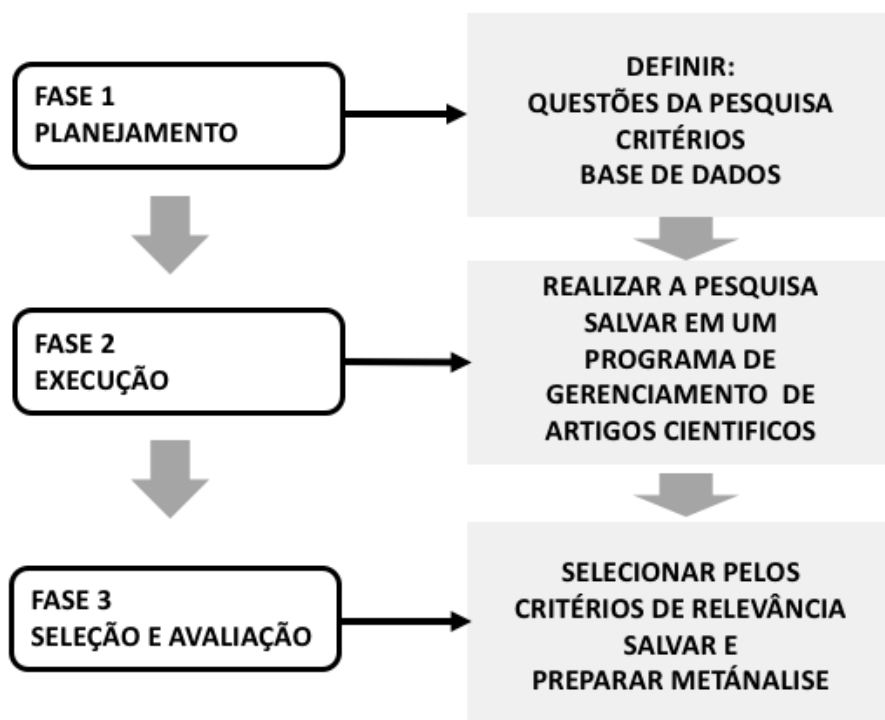 FASE 1
PLANEJAMENTO
DEFINIR:
QUESTÕES DA PESQUISA
CRITÉRIOS
BASE DE DADOS
FASE 2
EXECUÇÃO
REALIZAR A PESQUISA
SALVAR EM UM
PROGRAMA DE
GERENCIAMENTO DE
ARTIGOS CIENTIFICOS
FASE 3
SELEÇÃO E AVALIAÇÃO
SELECIONAR PELOS
CRITÉRIOS DE RELEVÂNCIA
SALVAR E
PREPARAR METÁNALISE